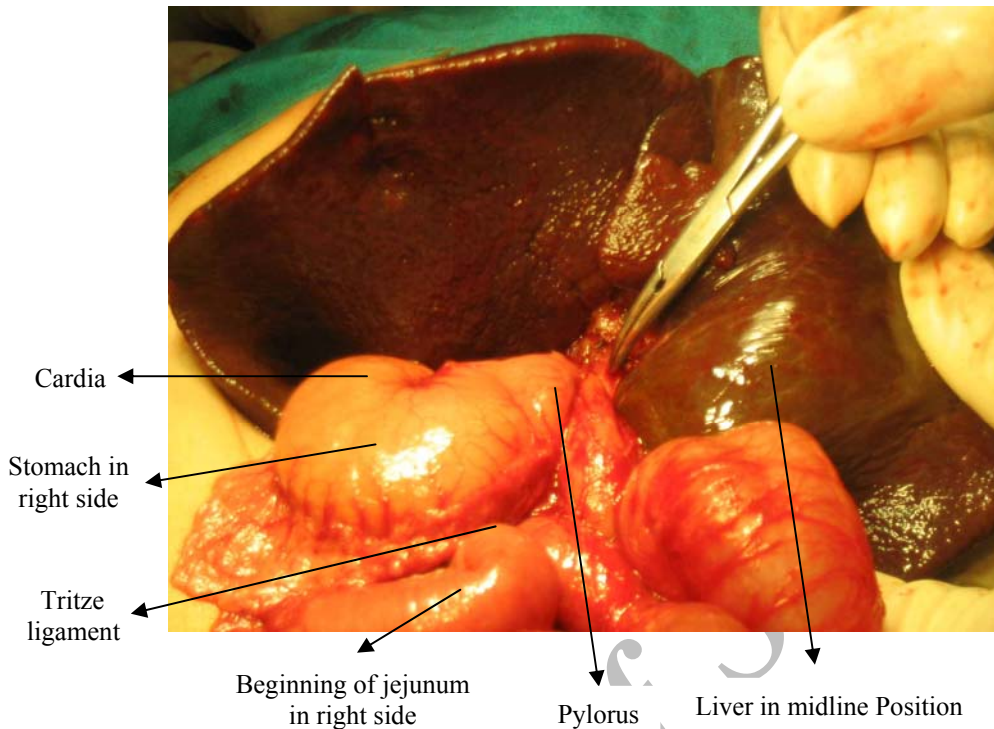 Cardia
Stomach in
right side
Tritze
ligament
Beginning of jejunum
in right side
Pylorus
Liver in midline Position